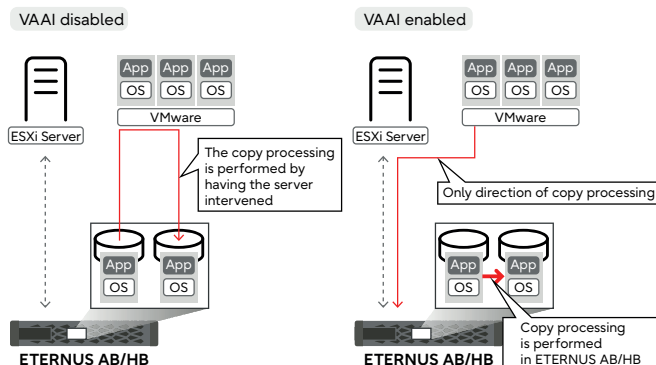 VAAI disabled
App App App
OS OS OS
VMware
ESXi Server
The copy processing
is performed by
having the server
intervened
App App
OS OS
ETERNUS AB/HB
VAAI enabled
App App App
OS OS OS
VMware
ESXi Server
Only direction of copy processing
App App
OS OS
Copy processing
is performed
in ETERNUS AB/HB
ETERNUS AB/HB